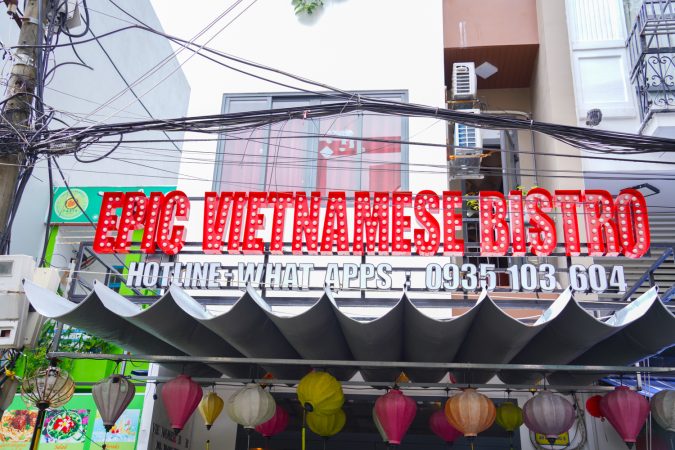 EPIC VIETNAMESE BISTRO
HOTLINE+WHAT APPS : 0935 103 604